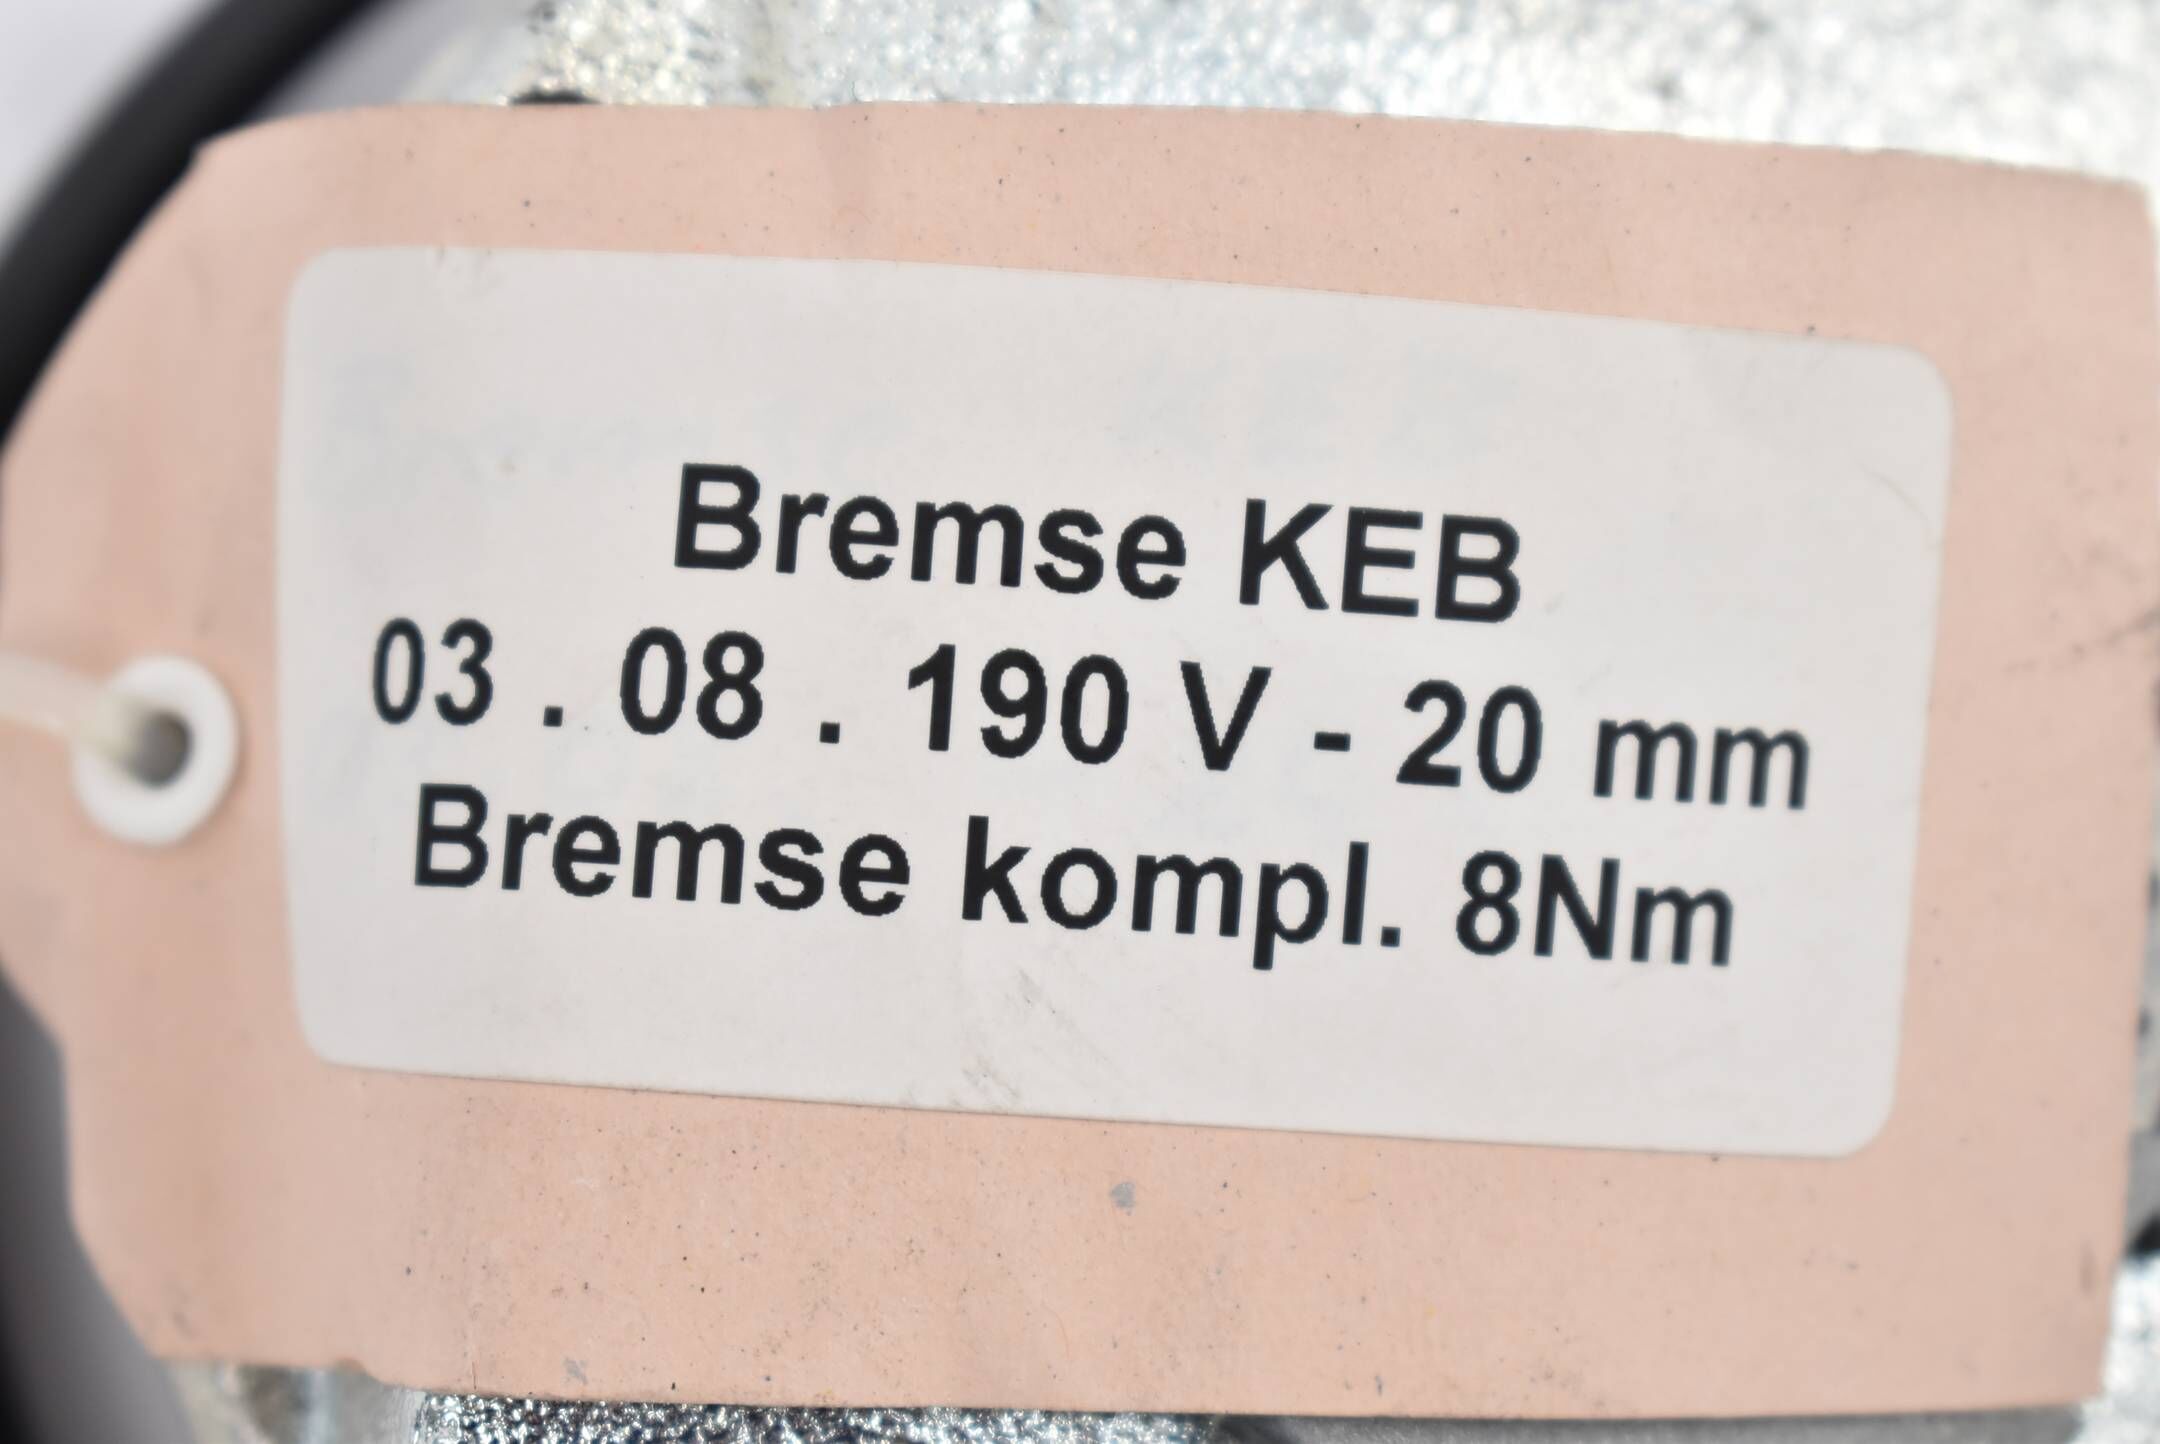 Bremse KEB
03 . 08 . 190 V - 20 mm
Bremse kompl. 8Nm